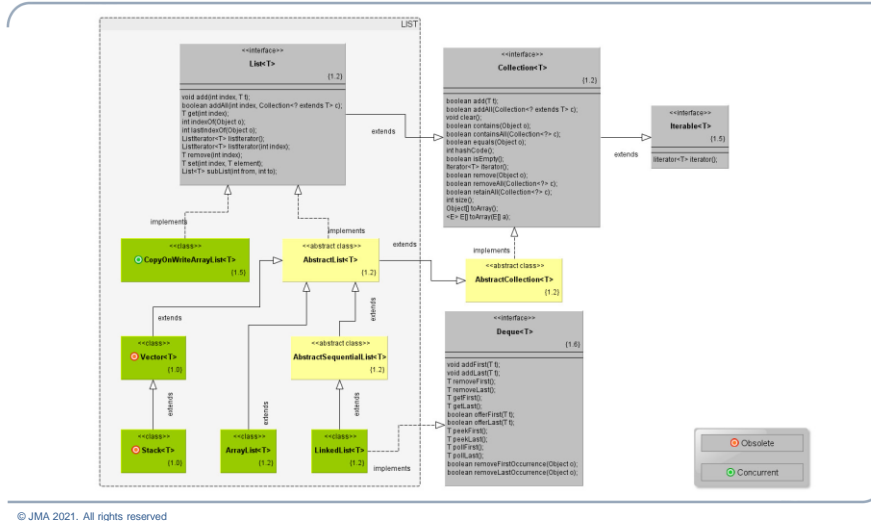 LIST
<<interface>>
List<T>
{1.2}
void add(int index, T t);
boolean addAll(int index, Collection<? extends T> c);
T get(int index);
int indexOf(Object o);
int lastIndexOf(Object o);
ListIterator<T> listIterator();
ListIterator<T> listIterator(int index);
T remove(int index);
T set(int index, T element);
List<T> subList(int from, int to);
extends
<<interface>>
Collection<T>
{1.2}
boolean add(T t);
boolean addAll(Collection<? extends T> c);
void clear();
boolean contains(Object o);
boolean containsAll(Collection<?> c);
boolean equals(Object o);
int hashCode();
boolean isEmpty();
Iterator<T> iterator();
boolean remove(Object o);
boolean removeAll(Collection<?> c);
boolean retainAll(Collection<?> c);
int size();
Object[] toArray();
<E> E[] toArray(E[] a);
extends
<<interface>>
Iterable<T>
{1.5}
Iterator<T> iterator();
implements
implements
implements
<<class>>
CopyOnWriteArrayList<T>
{1.5}
<<abstract class>>
AbstractList<T>
{1.2}
extends
<<abstract class>>
AbstractCollection<T>
{1.2}
extends
extends
<<class>>
Vector<T>
{1.0}
<<abstract class>>
AbstractSequentialList<T>
{1.2}
<<interface>>
Deque<T>
{1.6}
void addFirst(T t);
void addLast(T t);
T removeFirst();
T removeLast();
T getFirst();
T getLast();
boolean offerFirst(T t);
boolean offerLast(T t);
T peekFirst();
T peekLast();
T pollFirst();
T pollLast();
boolean removeFirstOccurrence(Object o);
boolean removeLastOccurrence(Object o);
extends
extends
extends
<<class>>
Stack<T>
{1.0}
<<class>>
ArrayList<T>
{1.2}
<<class>>
LinkedList<T>
{1.2}
implements
Obsolete
Concurrent
© JMA 2021. All rights reserved